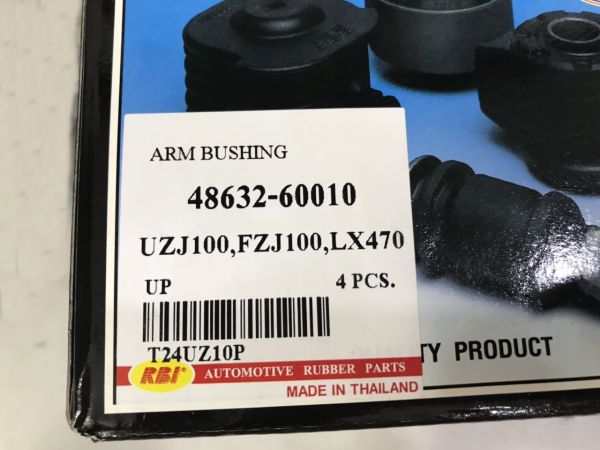 ARM BUSHING
48632-60010
UZJ100,FZJ100,LX470
UP 4 PCS.
T24UZ10P
RBI AUTOMOTIVE RUBBER PARTS
MADE IN THAILAND
TY PRODUCT